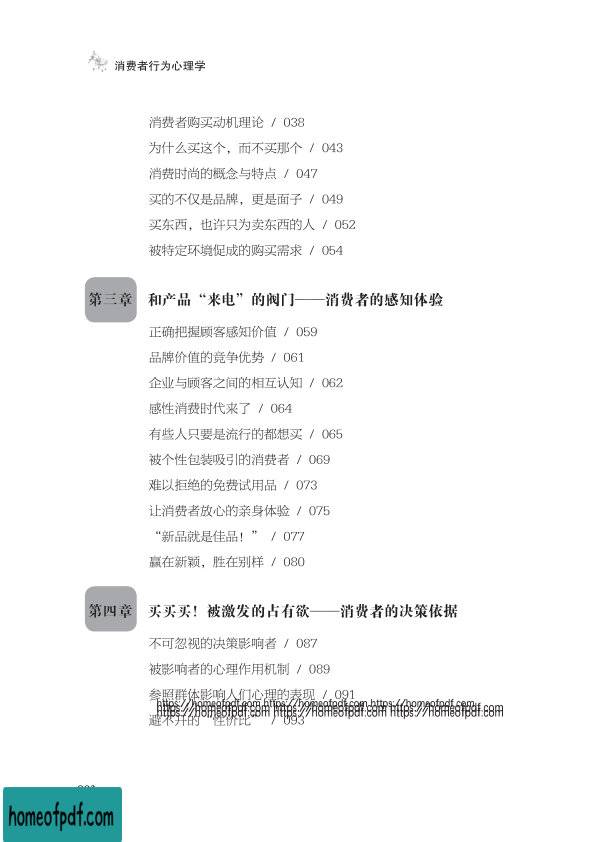 消费者行为心理学
消费者购买动机理论 / 038
为什么买这个，而不买那个 / 043
消费时尚的概念与特点 / 047
买的不仅是品牌，更是面子 / 049
买东西，也许只为卖东西的人 / 052
被特定环境促成的购买需求 / 054
第三章 和产品“来电”的阀门——消费者的感知体验
正确把握顾客感知价值 / 059
品牌价值的竞争优势 / 061
企业与顾客之间的相互认知 / 062
感性消费时代来了 / 064
有些人只要是流行的都想买 / 065
被个性包装吸引的消费者 / 069
难以拒绝的免费试用品 / 073
让消费者放心的亲身体验 / 075
“新品就是佳品！” / 077
赢在新颖，胜在别样 / 080
第四章 买买买！被激发的占有欲——消费者的决策依据
不可忽视的决策影响者 / 087
被影响者的心理作用机制 / 089
参照群体影响人们心理的表现 / 091
https://homeofpdf.com https://homeofpdf.com https://homeofpdf.com
https://homeofpdf.com https://homeofpdf.com https://homeofpdf.com
https://homeofpdf.com https://homeofpdf.com https://homeofpdf.com
避不开的“性价比” / 093
homeofpdf.com